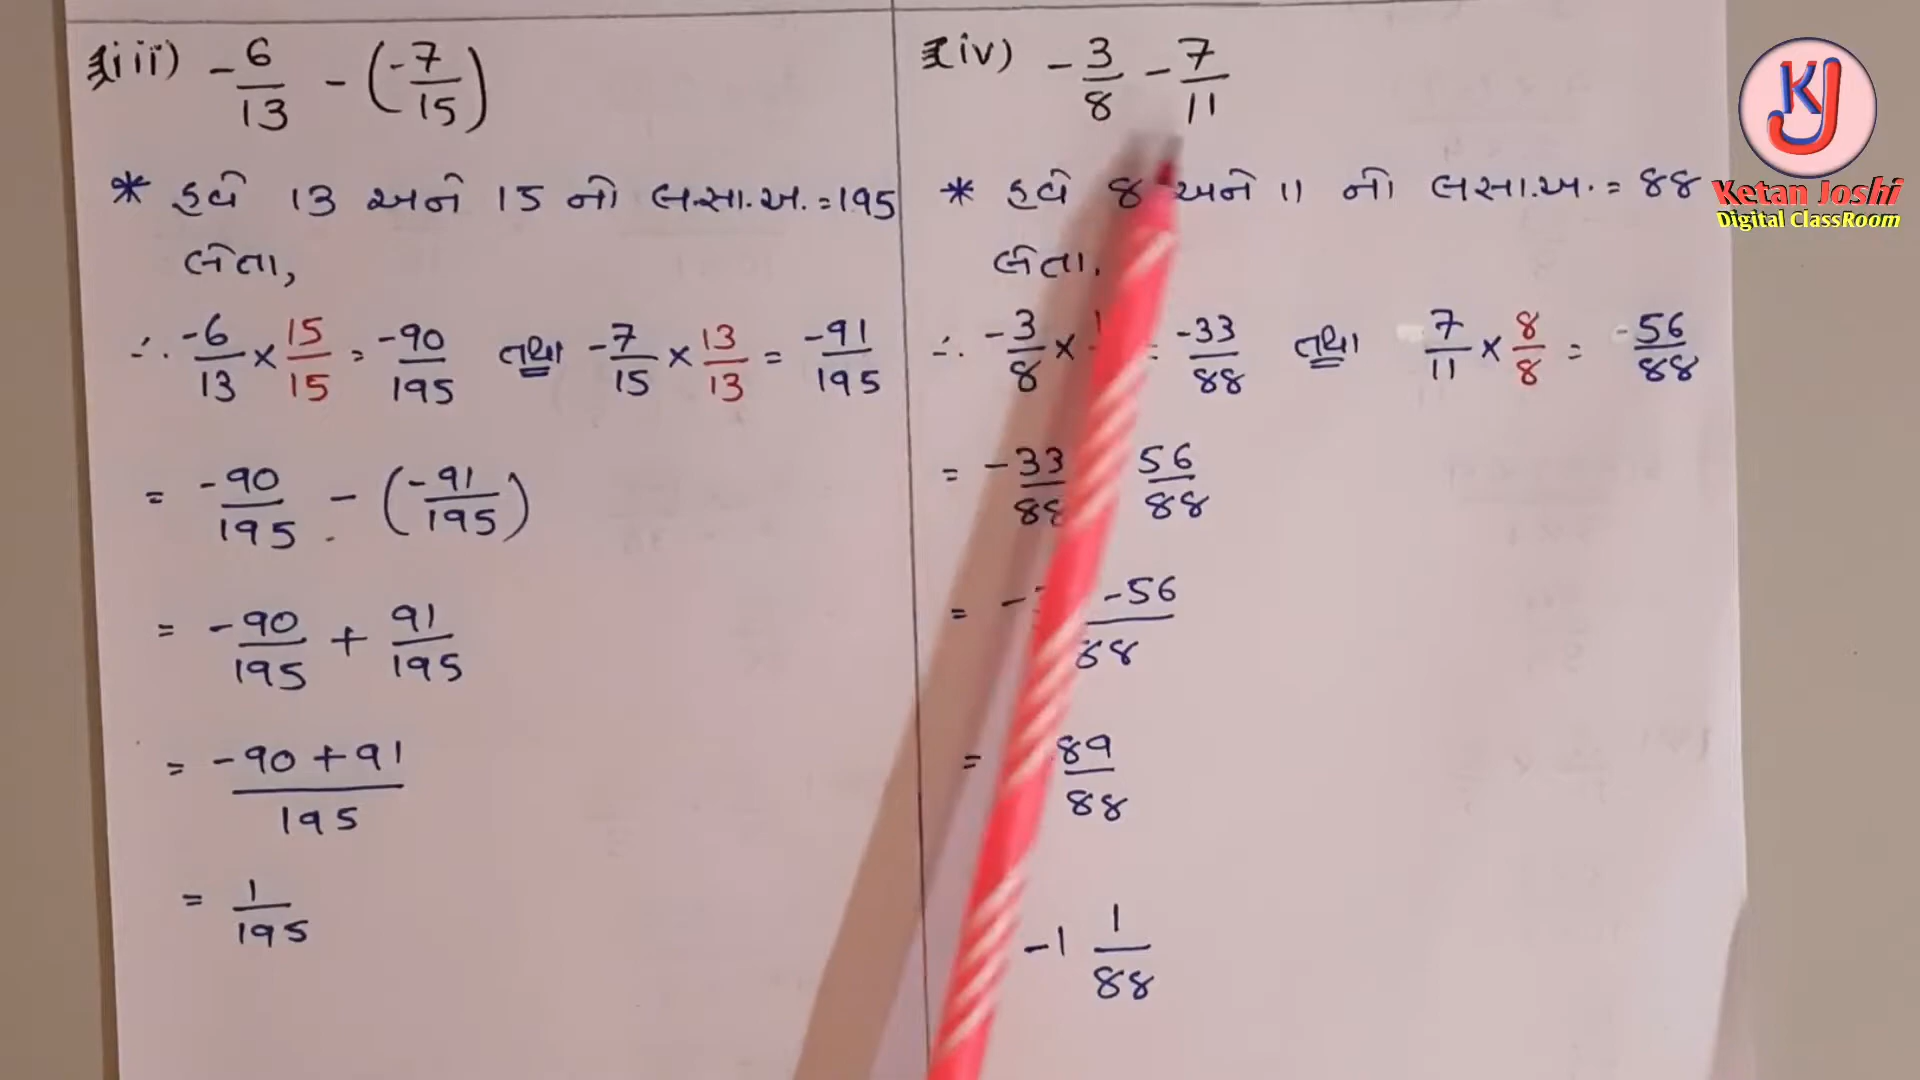 (iii) -6/13 - (-7/15)
* હવે 13 અને 15 નો લ.સા.અ. = 195
લેતા,
∴ -6/13 × 15/15 = -90/195 તથા -7/15 × 13/13 = -91/195
= -90/195 - (-91/195)
= -90/195 + 91/195
= -90 + 91/195
= 1/195
(iv) -3/8 - 7/11
* હવે 8 અને 11 નો લ.સા.અ. = 88
લેતા,
∴ -3/8 × = -33/88 તથા 7/11 × 8/8 = 56/88
= -33/88 56/88
= - -56/88
= 89/88
-1 1/88
KJ
Ketan Joshi
Digital ClassRoom